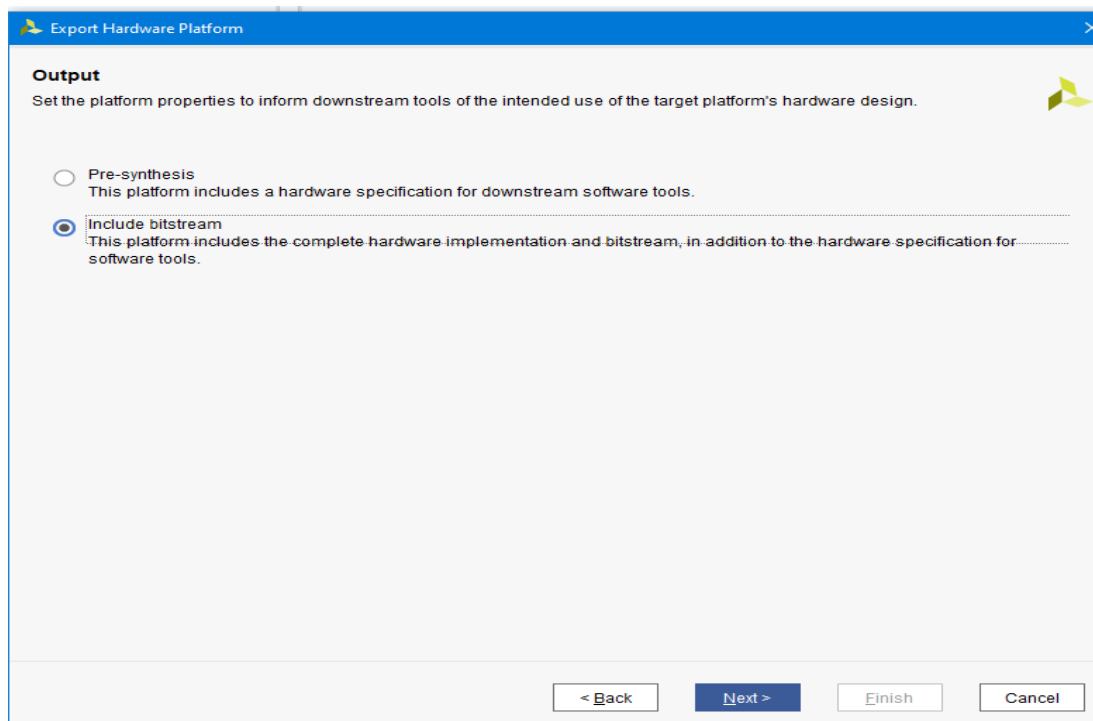 Export Hardware Platform
Output
Set the platform properties to inform downstream tools of the intended use of the target platform's hardware design.
Pre-synthesis
This platform includes a hardware specification for downstream software tools.
Include bitstream
This platform includes the complete hardware implementation and bitstream, in addition to the hardware specification for
software tools.
< Back Next > Finish Cancel